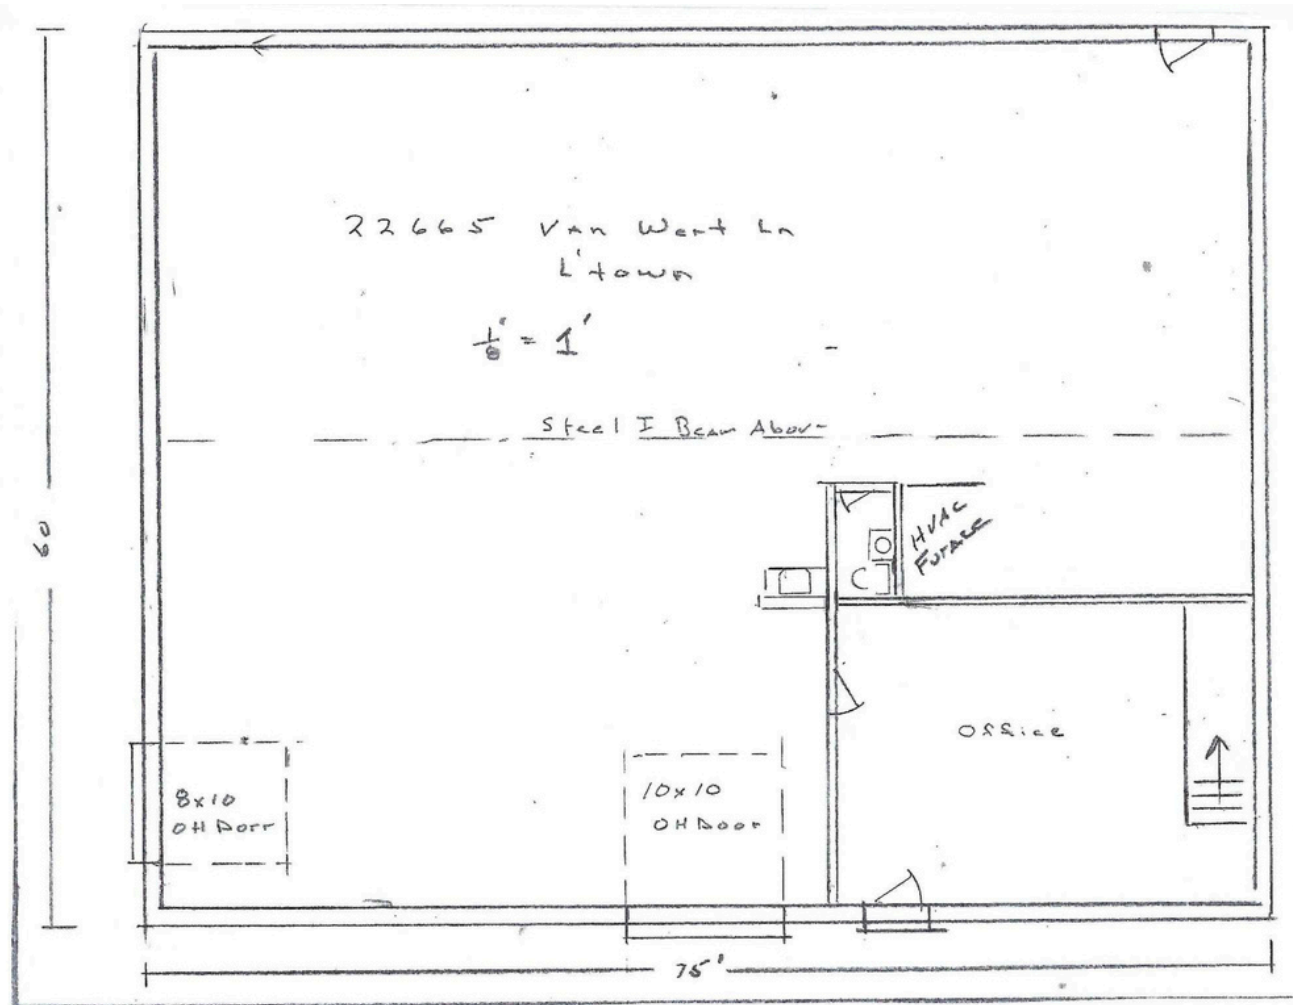 22665 Van Wert Ln
L'town
1/8" = 1'
Steel I Beam Above
60
HVAC
FURNACE
Office
8x10
OH Dorr
10x10
OH Door
75'